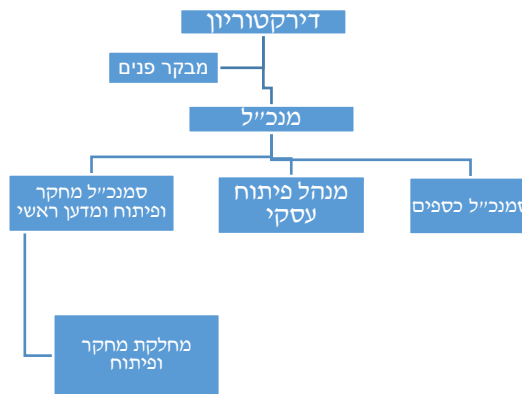 דירקטוריון
מבקר פנים
מנכ״ל
סמנכ״ל כספים
מנהל פיתוח
עסקי
סמנכ״ל מחקר
ופיתוח ומדען ראשי
מחלקת מחקר
ופיתוח